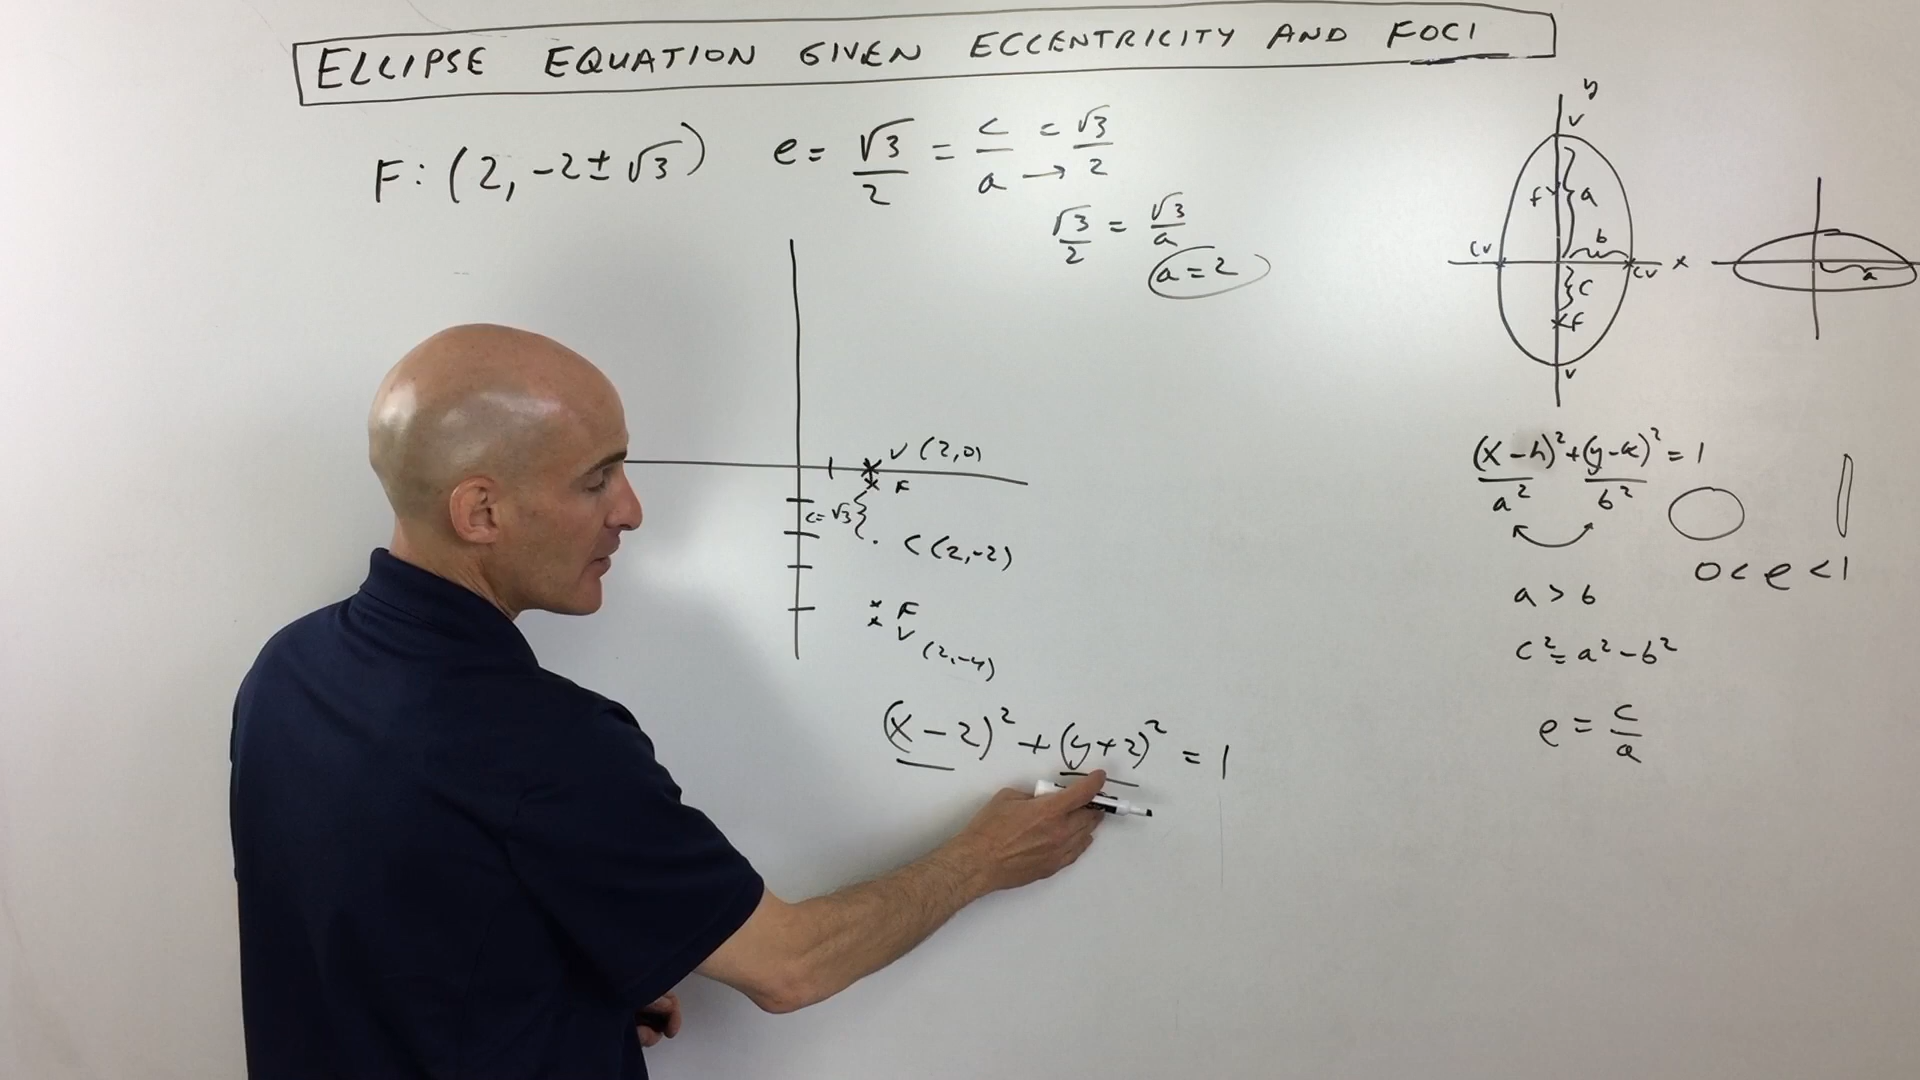 ELLIPSE EQUATION GIVEN ECCENTRICITY AND FOCI
F: (2, -2±√3)
e = √3/2 = c/a = √3/2
→
√3/2 = √3/a
a = 2
V (2,0)
F
c = √3
C (2,-2)
F
V
(2,-4)
(x-2)² + (y+2)² = 1
y
V
F
a
b
CV
CV
x
c
F
V
a
(x-h)²/a² + (y-k)²/b² = 1
0 < e < 1
a > b
c² = a² - b²
e = c/a